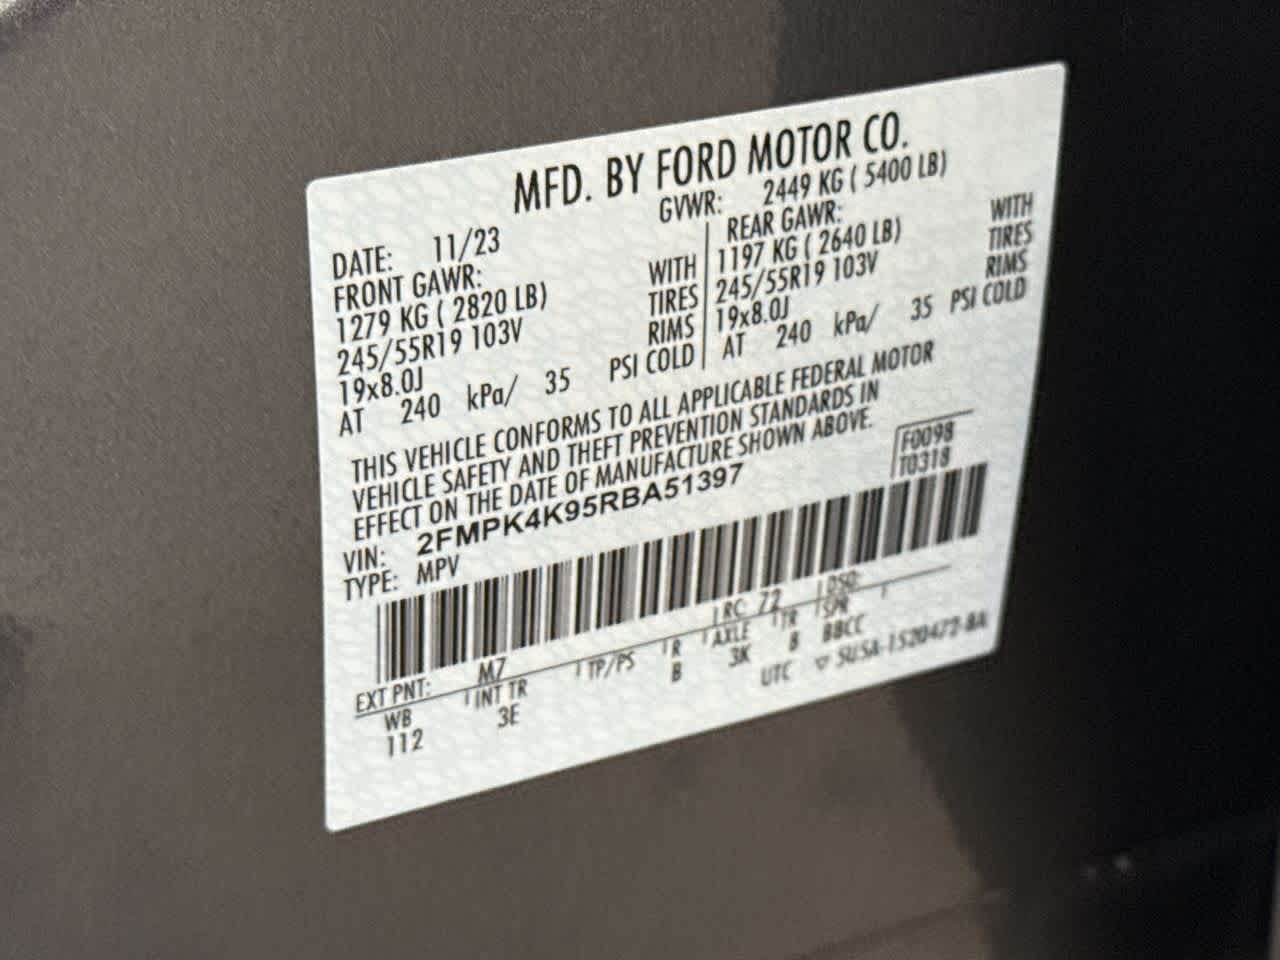 MFD. BY FORD MOTOR CO.
DATE: 11/23 GVWR: 2449 KG ( 5400 LB)
FRONT GAWR: REAR GAWR:
1279 KG ( 2820 LB) WITH 1197 KG ( 2640 LB) WITH
245/55R19 103V TIRES 245/55R19 103V TIRES
19x8.0J RIMS 19x8.0J RIMS
AT 240 kPa/ 35 PSI COLD AT 240 kPa/ 35 PSI COLD
THIS VEHICLE CONFORMS TO ALL APPLICABLE FEDERAL MOTOR
VEHICLE SAFETY AND THEFT PREVENTION STANDARDS IN
EFFECT ON THE DATE OF MANUFACTURE SHOWN ABOVE.
F0098
T0318
VIN: 2FMPK4K95RBA51397
TYPE: MPV
EXT PNT: M7 RC: 72 DSO:
WB INT TR TP/PS R AXLE TR SPR
112 3E B 3K B BBCC
UTC ▽ SU5A-1520472-BA